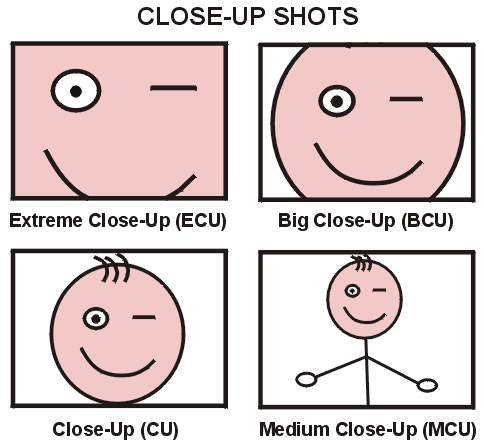 CLOSE-UP SHOTS
Extreme Close-Up (ECU)
Big Close-Up (BCU)
Close-Up (CU)
Medium Close-Up (MCU)